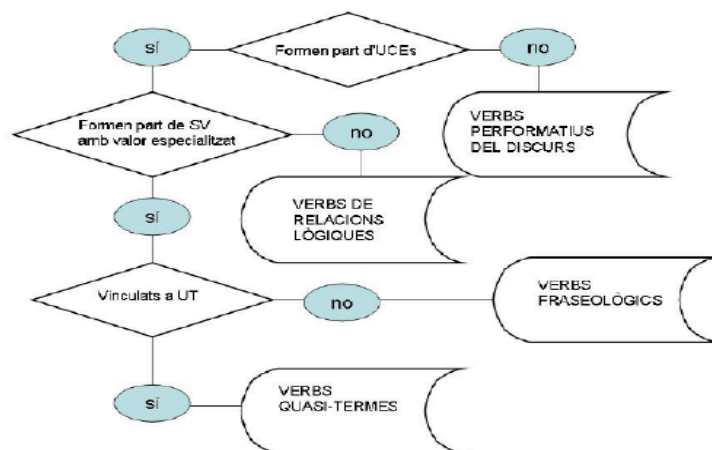 sí
Formen part d'UCEs
no
Formen part de SV
amb valor especialitzat
no
VERBS
PERFORMATIUS
DEL DISCURS
sí
VERBS DE
RELACIONS
LÒGIQUES
Vinculats a UT
no
VERBS
FRASEOLÒGICS
sí
VERBS
QUASI-TERMES